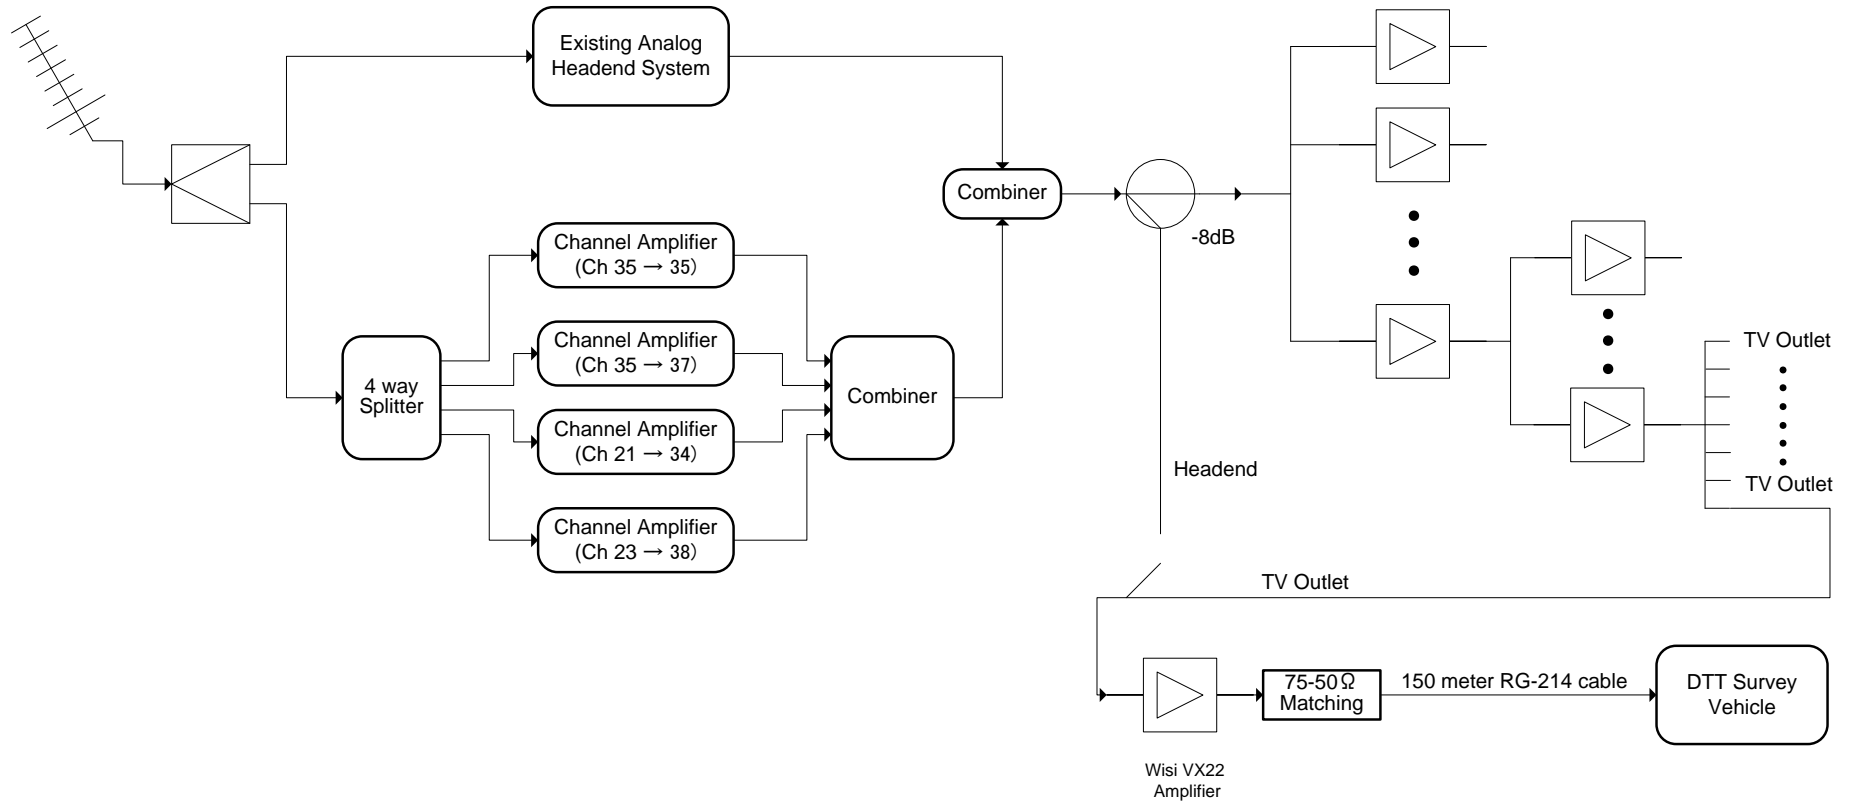 Existing Analog
Headend System
Combiner
-8dB
Channel Amplifier
(Ch 35 → 35)
Channel Amplifier
(Ch 35 → 37)
4 way
Splitter
Channel Amplifier
(Ch 21 → 34)
Channel Amplifier
(Ch 23 → 38)
Combiner
TV Outlet
TV Outlet
Headend
TV Outlet
75-50Ω
Matching
150 meter RG-214 cable
DTT Survey
Vehicle
Wisi VX22
Amplifier